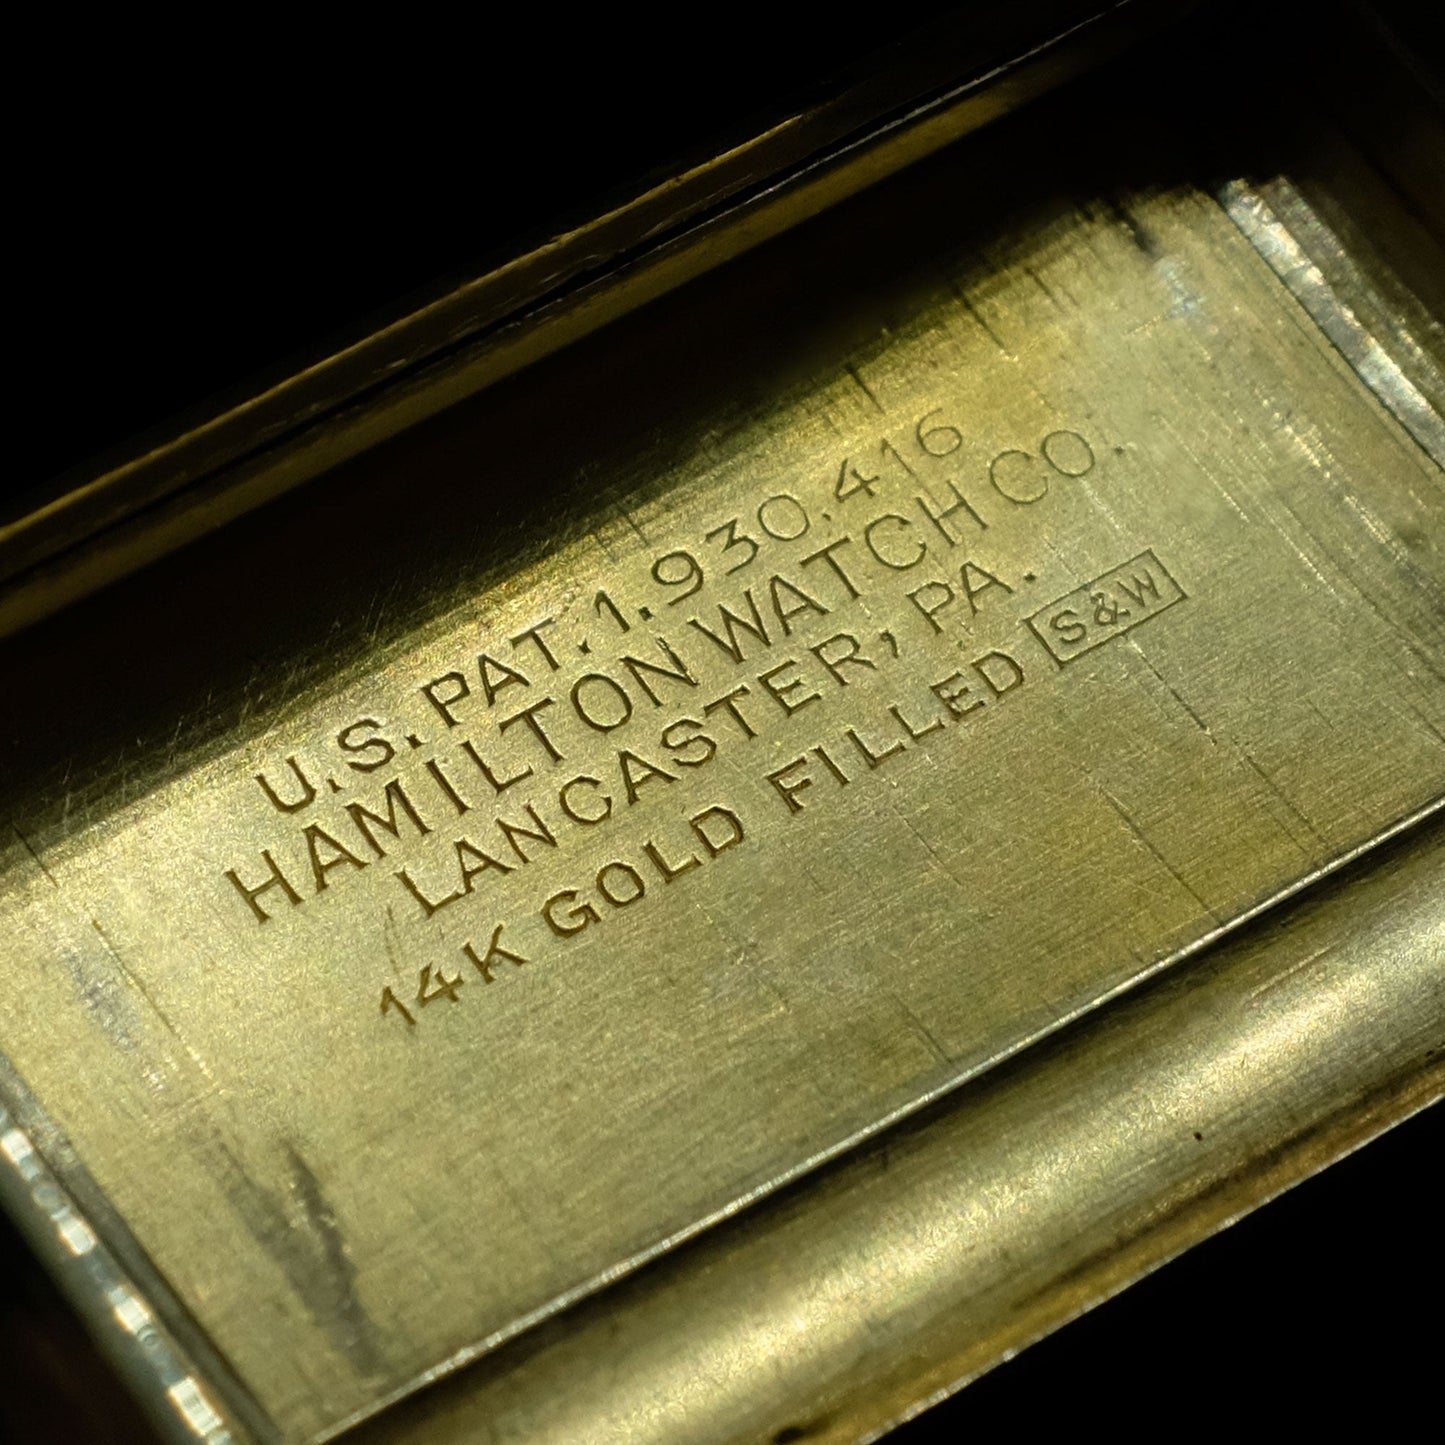 U.S. PAT. 1.930.416
HAMILTON WATCH CO.
LANCASTER, PA.
14K GOLD FILLED S&W